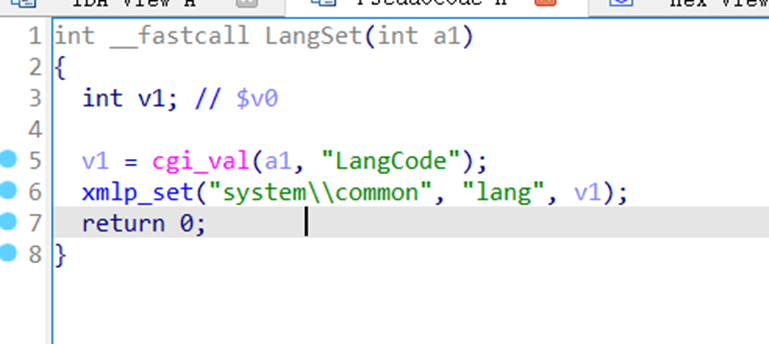 IDA View-A Pseudocode-A Hex View
1 int __fastcall LangSet(int a1)
2 {
3 int v1; // $v0
4
5 v1 = cgi_val(a1, "LangCode");
6 xmlp_set("system\\common", "lang", v1);
7 return 0;
8 }